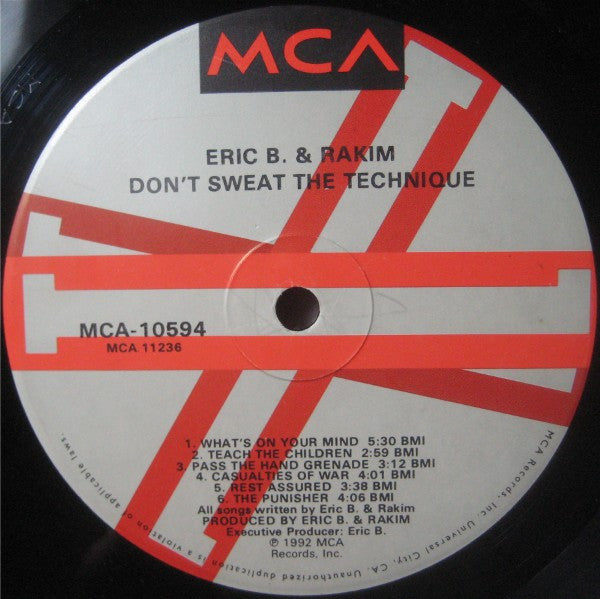 MCA
ERIC B. & RAKIM
DON'T SWEAT THE TECHNIQUE
MCA-10594
MCA 11236
1. WHAT'S ON YOUR MIND 5:30 BMI
2. TEACH THE CHILDREN 2:59 BMI
3. PASS THE HAND GRENADE 3:12 BMI
4. CASUALTIES OF WAR 4:01 BMI
5. REST ASSURED 3:38 BMI
6. THE PUNISHER 4:06 BMI
All songs written by Eric B. & Rakim
PRODUCED BY ERIC B. & RAKIM
Executive Producer: Eric B.
℗ 1992 MCA
Records, Inc.
MCA Records, Inc. Universal City, CA. Unauthorized duplication is a violation of applicable laws.